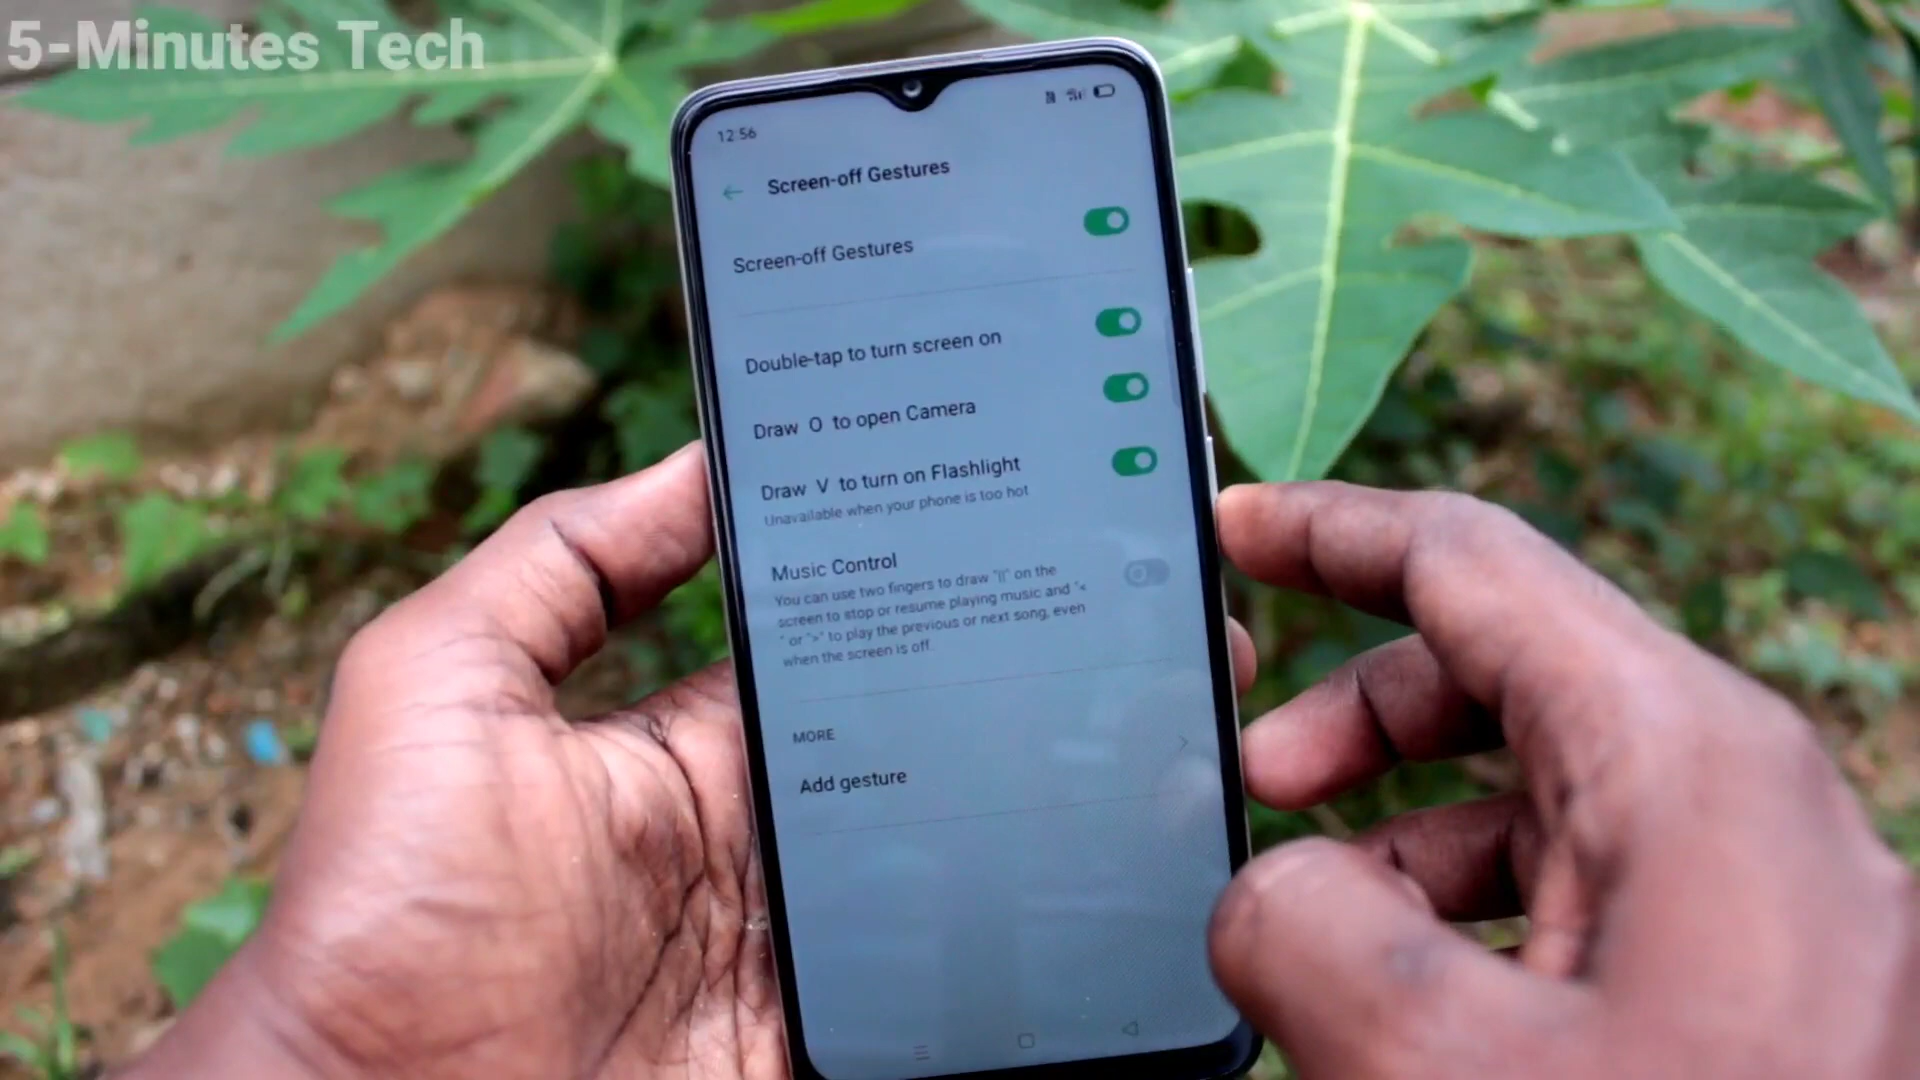 5-Minutes Tech
12:56
Screen-off Gestures
Screen-off Gestures
Double-tap to turn screen on
Draw O to open Camera
Draw V to turn on Flashlight
Unavailable when your phone is too hot
Music Control
You can use two fingers to draw "||" on the
screen to stop or resume playing music and "<
" or ">" to play the previous or next song, even
when the screen is off.
MORE
Add gesture